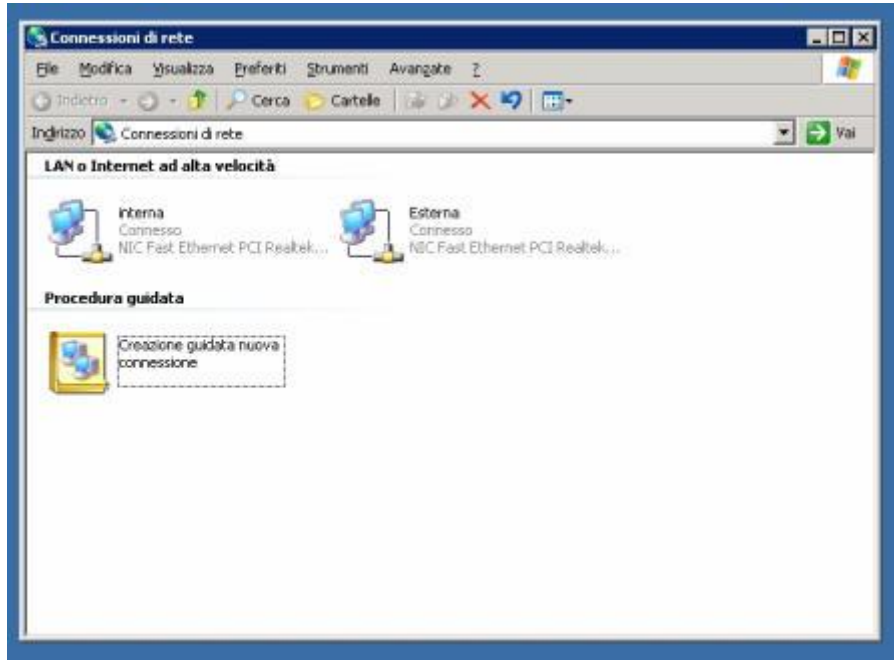 Connessioni di rete
File Modifica Visualizza Preferiti Strumenti Avanzate ?
Indietro Cerca Cartelle
Indirizzo Connessioni di rete Vai
LAN o Internet ad alta velocità
interna Esterna
Connesso Connesso
NIC Fast Ethernet PCI Realtek... NIC Fast Ethernet PCI Realtek...
Procedura guidata
Creazione guidata nuova
connessione